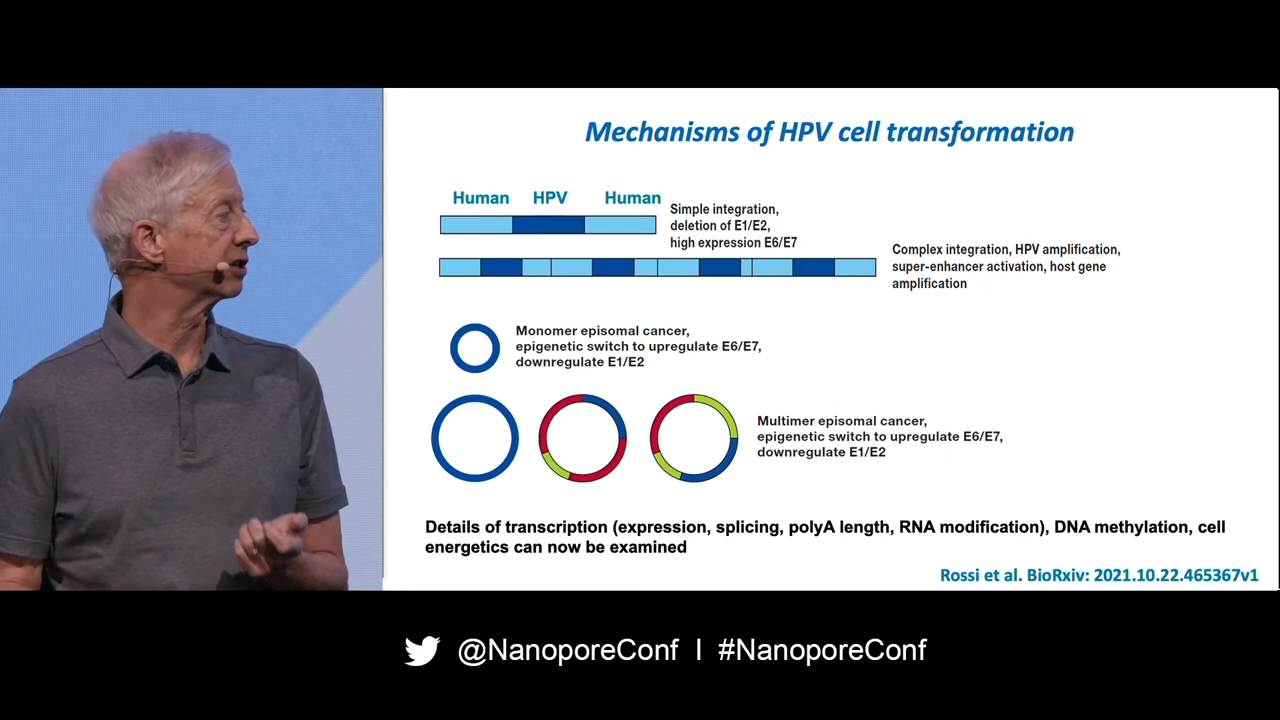 Mechanisms of HPV cell transformation
Human HPV Human
Simple integration,
deletion of E1/E2,
high expression E6/E7
Complex integration, HPV amplification,
super-enhancer activation, host gene
amplification
Monomer episomal cancer,
epigenetic switch to upregulate E6/E7,
downregulate E1/E2
Multimer episomal cancer,
epigenetic switch to upregulate E6/E7,
downregulate E1/E2
Details of transcription (expression, splicing, polyA length, RNA modification), DNA methylation, cell
energetics can now be examined
Rossi et al. BioRxiv: 2021.10.22.465367v1
@NanoporeConf I #NanoporeConf